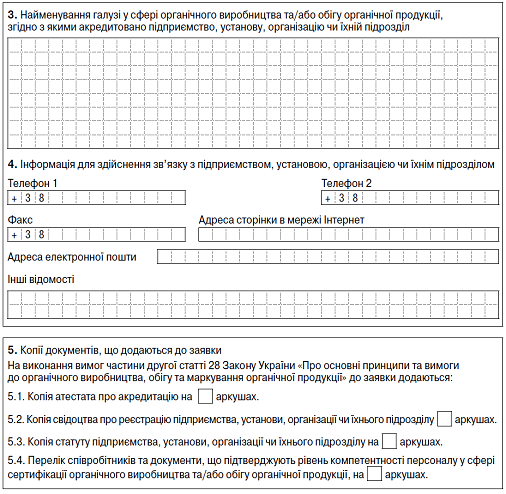 3. Найменування галузі у сфері органічного виробництва та/або обігу органічної продукції,
згідно з якими акредитовано підприємство, установу, організацію чи їхній підрозділ
4. Інформація для здійснення зв’язку з підприємством, установою, організацією чи їхнім підрозділом
Телефон 1 Телефон 2
+ 3 8 + 3 8
Факс Адреса сторінки в мережі Інтернет
+ 3 8
Адреса електронної пошти
Інші відомості
5. Копії документів, що додаються до заявки
На виконання вимог частини другої статті 28 Закону України «Про основні принципи та вимоги
до органічного виробництва, обігу та маркування органічної продукції» до заявки додаються:
5.1. Копія атестата про акредитацію на аркушах.
5.2. Копія свідоцтва про реєстрацію підприємства, установи, організації чи їхнього підрозділу аркушах.
5.3. Копія статуту підприємства, установи, організації чи їхнього підрозділу на аркушах.
5.4. Перелік співробітників та документи, що підтверджують рівень компетентності персоналу у сфері
сертифікації органічного виробництва та/або обігу органічної продукції, на аркушах.